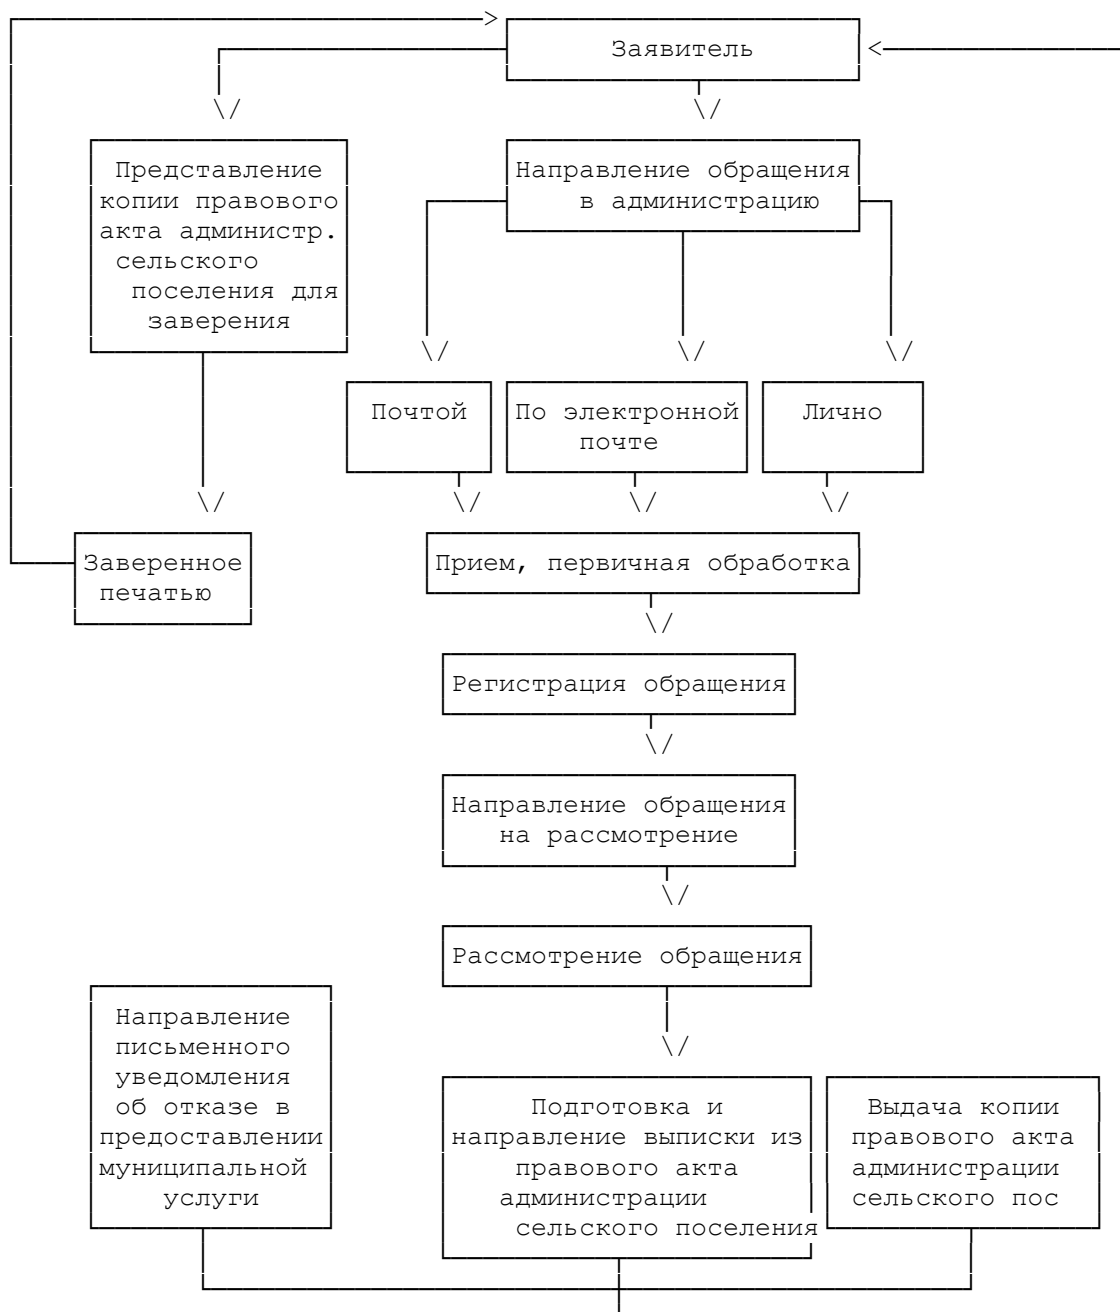 Заявитель
Представление
копии правового
акта администр.
сельского
поселения для
заверения
Направление обращения
в администрацию
Почтой
По электронной
почте
Лично
Заверенное
печатью
Прием, первичная обработка
Регистрация обращения
Направление обращения
на рассмотрение
Рассмотрение обращения
Направление
письменного
уведомления
об отказе в
предоставлении
муниципальной
услуги
Подготовка и
направление выписки из
правового акта
администрации
сельского поселения
Выдача копии
правового акта
администрации
сельского пос